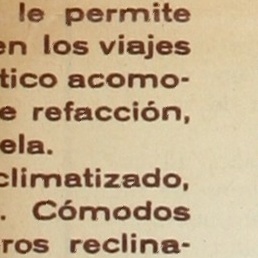 le permite
en los viajes
tico acomo-
e refacción,
ela.
climatizado,
. Cómodos
ros reclina-